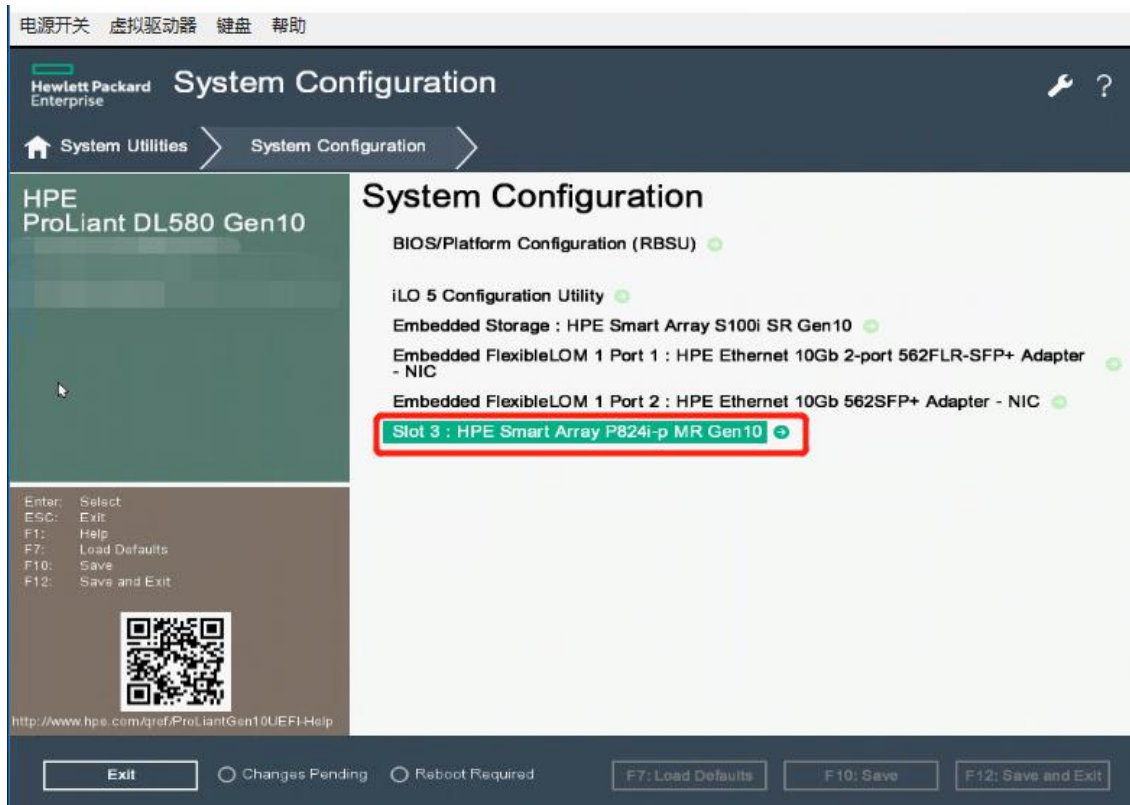 电源开关 虚拟驱动器 键盘 帮助
Hewlett Packard
Enterprise
System Configuration
?
System Utilities
System Configuration
HPE
ProLiant DL580 Gen10
System Configuration
BIOS/Platform Configuration (RBSU)
iLO 5 Configuration Utility
Embedded Storage : HPE Smart Array S100i SR Gen10
Embedded FlexibleLOM 1 Port 1 : HPE Ethernet 10Gb 2-port 562FLR-SFP+ Adapter
- NIC
Embedded FlexibleLOM 1 Port 2 : HPE Ethernet 10Gb 562SFP+ Adapter - NIC
Slot 3 : HPE Smart Array P824i-p MR Gen10
Enter: Select
ESC: Exit
F1: Help
F7: Load Defaults
F10: Save
F12: Save and Exit
http://www.hpe.com/qref/ProLiantGen10UEFI-Help
Exit
Changes Pending
Reboot Required
F7: Load Defaults
F10: Save
F12: Save and Exit